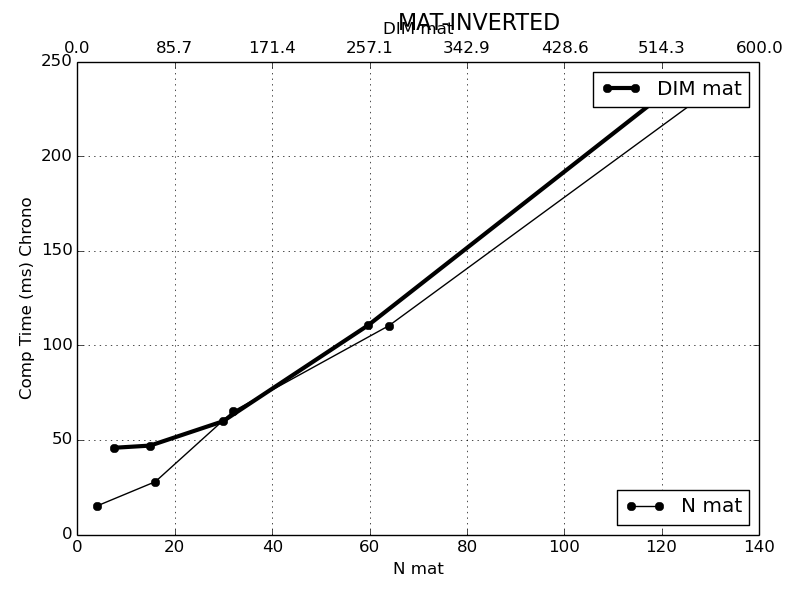 MAT-INVERTED
DIM mat
0.0 85.7 171.4 257.1 342.9 428.6 514.3 600.0
250
200
150
100
50
0
Comp Time (ms) Chrono
DIM mat
N mat
0 20 40 60 80 100 120 140
N mat